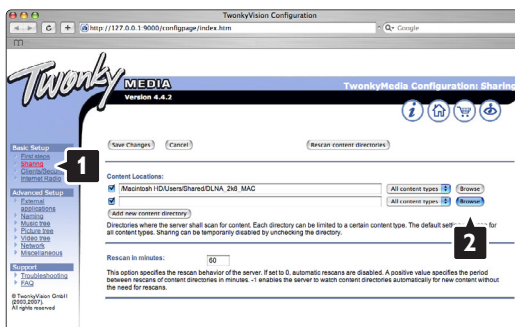 TwonkyVision Configuration
http://127.0.0.1:9000/configpage/index.htm
Q- Google
Twonky MEDIA
Version 4.4.2
TwonkyMedia Configuration: Sharing
Save Changes Cancel Rescan content directories
Basic Setup
First steps
Sharing
Clients/Security
Internet Radio
1
Advanced Setup
External
applications
Naming
Music tree
Picture tree
Video tree
Network
Miscellaneous
Support
Troubleshooting
FAQ
© TwonkyVision GmbH
(2003,2007).
All rights reserved
Content Locations:
/Macintosh HD/Users/Shared/DLNA_2k8_MAC All content types Browse
All content types Browse
Add new content directory
2
Directories where the server shall scan for content. Each directory can be limited to a certain content type. The default for
all content types. Sharing can be temporarily disabled by unchecking the directory.
Rescan in minutes: 60
This option specifies the rescan behavior of the server. If set to 0, automatic rescans are disabled. A positive value specifies the period
between rescans of content directories in minutes. -1 enables the server to watch content directories automatically for new content without
the need for rescans.